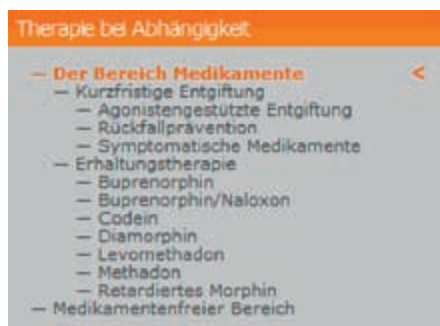 Therapie bei Abhängigkeit
— Der Bereich Medikamente <
— Kurzfristige Entgiftung
— Agonistengestützte Entgiftung
— Rückfallprävention
— Symptomatische Medikamente
— Erhaltungstherapie
— Buprenorphin
— Buprenorphin/Naloxon
— Codein
— Diamorphin
— Levomethadon
— Methadon
— Retardiertes Morphin
— Medikamentenfreier Bereich